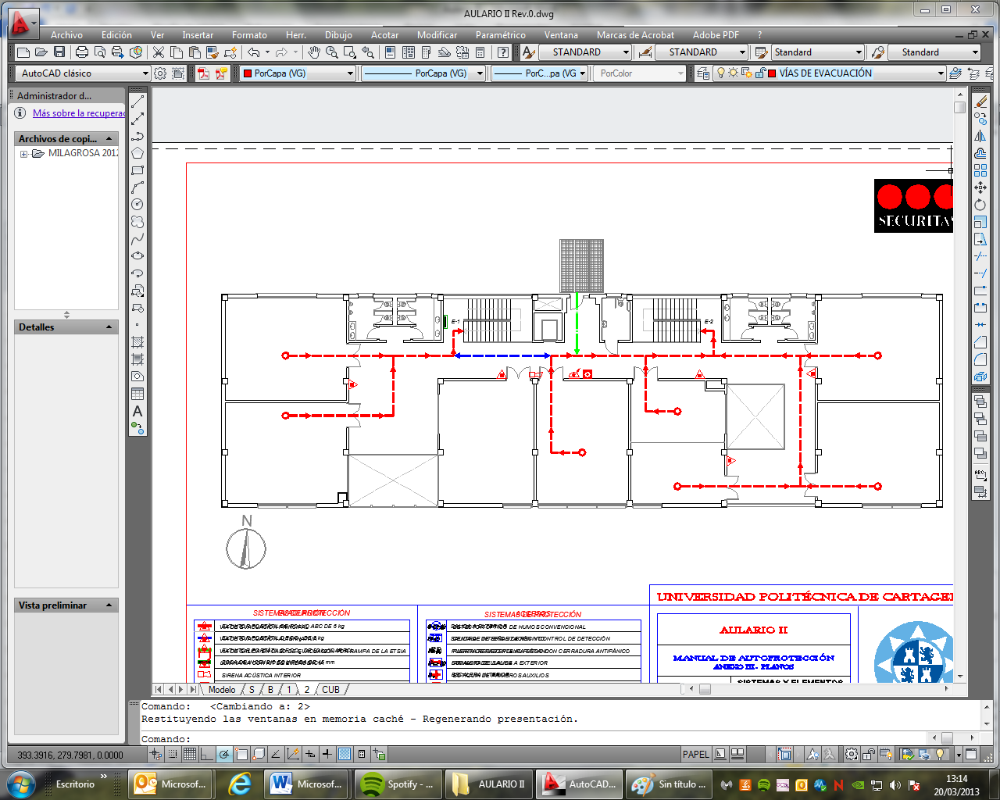 AULARIO II Rev.0.dwg
Archivo Edición Ver Insertar Formato Herr. Dibujo Acotar Modificar Paramétrico Ventana Marcas de Acrobat Adobe PDF ?
STANDARD STANDARD Standard Standard
AutoCAD clásico PorCapa (VG) PorCapa (VG) PorC...pa (VG PorColor VÍAS DE EVACUACIÓN
Administrador d...
Más sobre la recupera
Archivos de copi...
MILAGROSA 2012
Detalles
Vista preliminar
SECURITAS
E-1
E-2
N
UNIVERSIDAD POLITÉCNICA DE CARTAGE
AULARIO II
MANUAL DE AUTOPROTECCIÓN
ANEXO III.- PLANOS
SISTEMAS Y ELEMENTOS
SIRENA ACÚSTICA INTERIOR
Modelo S B 1 2 CUB
Comando: <Cambiando a: 2>
Restituyendo las ventanas en memoria caché - Regenerando presentación.
Comando:
393.3916, 279.7981, 0.0000
PAPEL
Escritorio » Microsof... Microsof... Spotify - ... AULARIO II AutoCAD... Sin título ...
13:14
20/03/2013